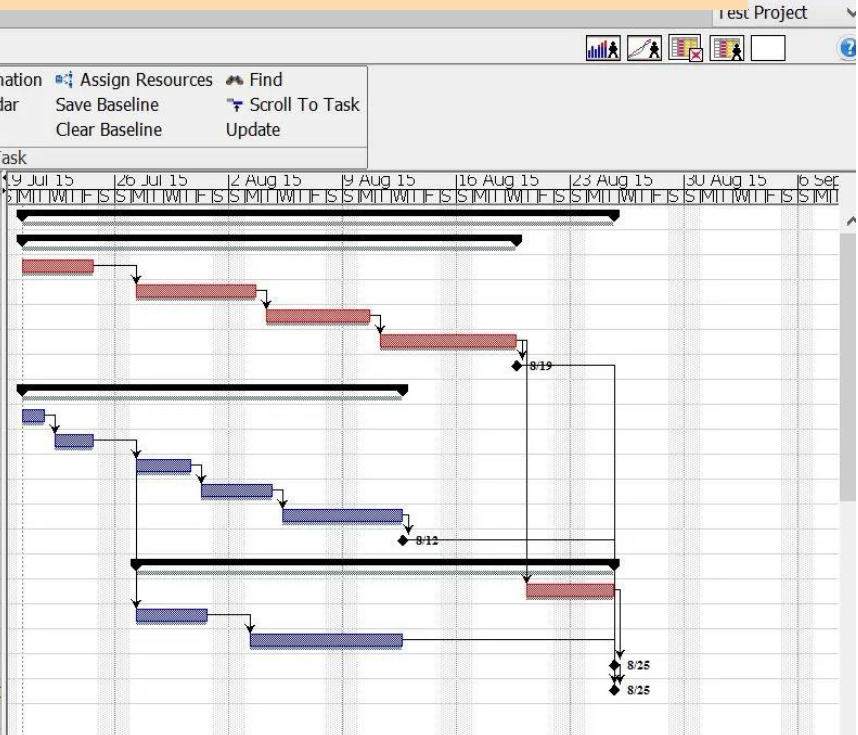 Test Project
nation Assign Resources Find
dar Save Baseline Scroll To Task
Clear Baseline Update
Task
19 Jul 15 26 Jul 15 2 Aug 15 9 Aug 15 16 Aug 15 23 Aug 15 30 Aug 15 6 Sep
S M T W T F S S M T W T F S S M T W T F S S M T W T F S S M T W T F S S M T W T F S S M T W T F S S M T
8/19
8/12
8/25
8/25